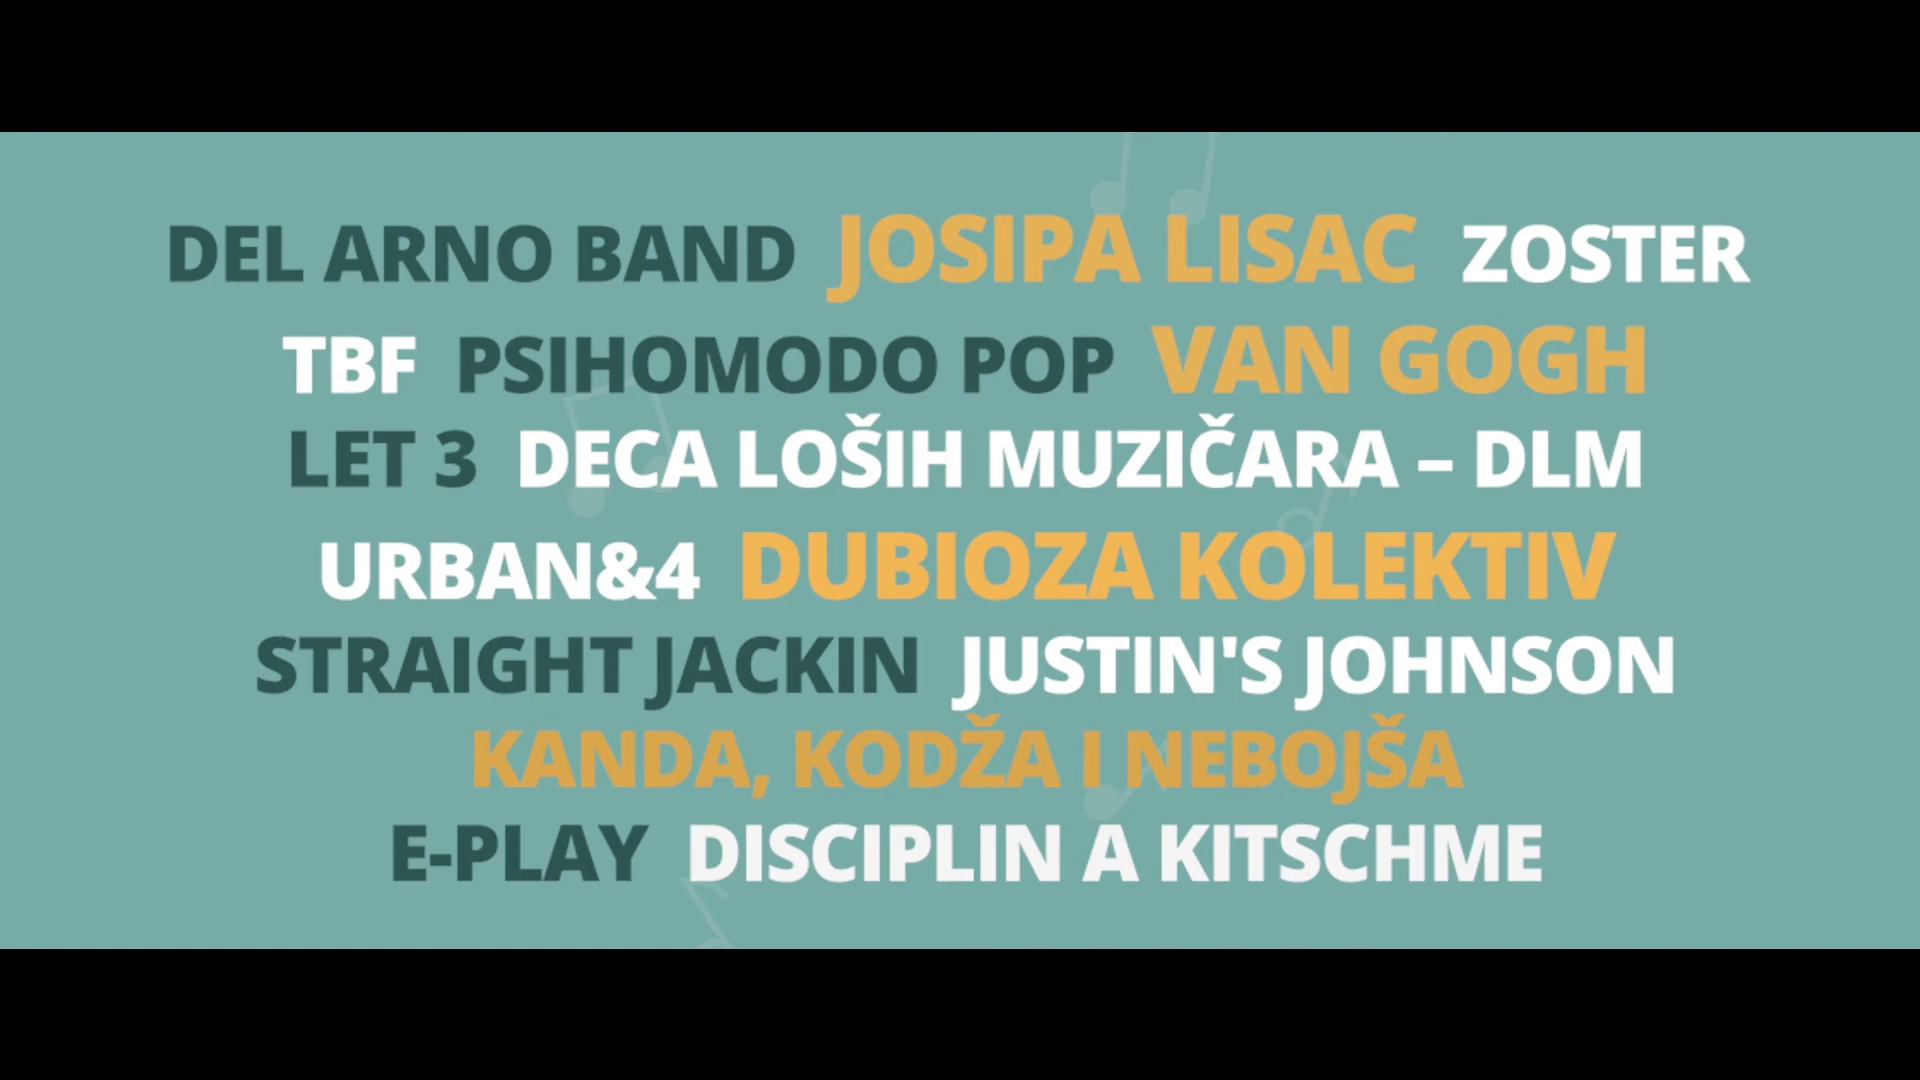 DEL ARNO BAND JOSIPA LISAC ZOSTER
TBF PSIHOMODO POP VAN GOGH
LET 3 DECA LOŠIH MUZIČARA – DLM
URBAN&4 DUBIOZA KOLEKTIV
STRAIGHT JACKIN JUSTIN'S JOHNSON
KANDA, KODŽA I NEBOJŠA
E-PLAY DISCIPLIN A KITSCHME